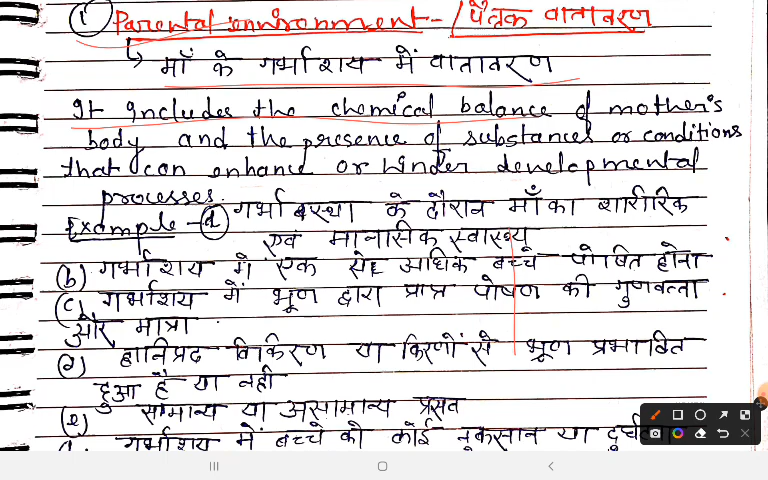 ① Parental environment - / पैतृक वातावरण
↳ माँ के गर्भाशय में वातावरण
It includes the chemical balance of mother's
body and the presence of substances or conditions
that can enhance or hinder developmental
processes.
Example - (a) गर्भावस्था के दौरान माँ का शारीरिक
एवं मानसिक स्वास्थ्य
(b) गर्भाशय में एक से अधिक बच्चे पोषित होना
(c) गर्भाशय में भ्रूण द्वारा प्राप्त पोषण की गुणवत्ता
और मात्रा
(d) हानिप्रद विकिरण या किरणों से भ्रूण प्रभावित
हुआ है या नहीं
(e) सामान्य या असामान्य प्रसव
गर्भाशय में बच्चे को कोई नुकसान या